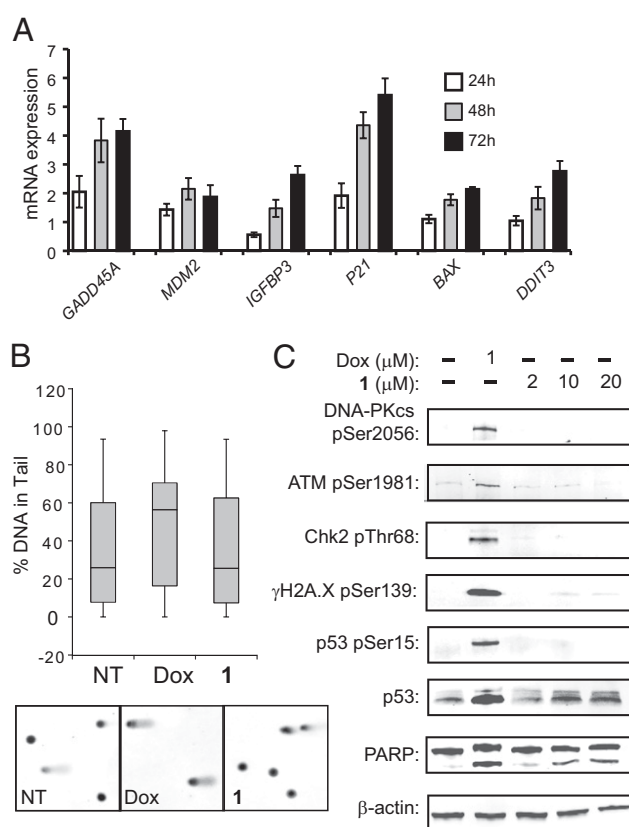 A
mRNA expression
7
6
5
4
3
2
1
0
24h
48h
72h
GADD45A
MDM2
IGFBP3
P21
BAX
DDIT3
B
% DNA in Tail
120
100
80
60
40
20
0
-20
NT
Dox
1
NT
Dox
1
C
Dox (μM): – 1 – – –
1 (μM): – – 2 10 20
DNA-PKcs
pSer2056:
ATM pSer1981:
Chk2 pThr68:
γH2A.X pSer139:
p53 pSer15:
p53:
PARP:
β-actin: